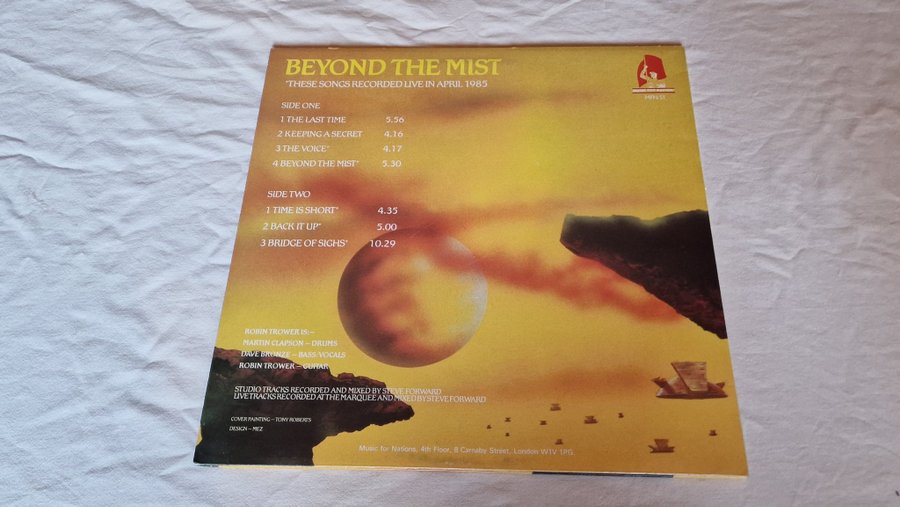 BEYOND THE MIST
*THESE SONGS RECORDED LIVE IN APRIL 1985
SIDE ONE
1 THE LAST TIME 5.56
2 KEEPING A SECRET 4.16
3 THE VOICE* 4.17
4 BEYOND THE MIST* 5.30
SIDE TWO
1 TIME IS SHORT* 4.35
2 BACK IT UP* 5.00
3 BRIDGE OF SIGHS* 10.29
ROBIN TROWER IS:–
MARTIN CLAPSON – DRUMS
DAVE BRONZE – BASS/VOCALS
ROBIN TROWER – GUITAR
STUDIO TRACKS RECORDED AND MIXED BY STEVE FORWARD
LIVE TRACKS RECORDED AT THE MARQUEE AND MIXED BY STEVE FORWARD
COVER PAINTING – TONY ROBERTS
DESIGN – MEZ
Music for Nations, 4th Floor, 8 Carnaby Street, London W1V 1PG.